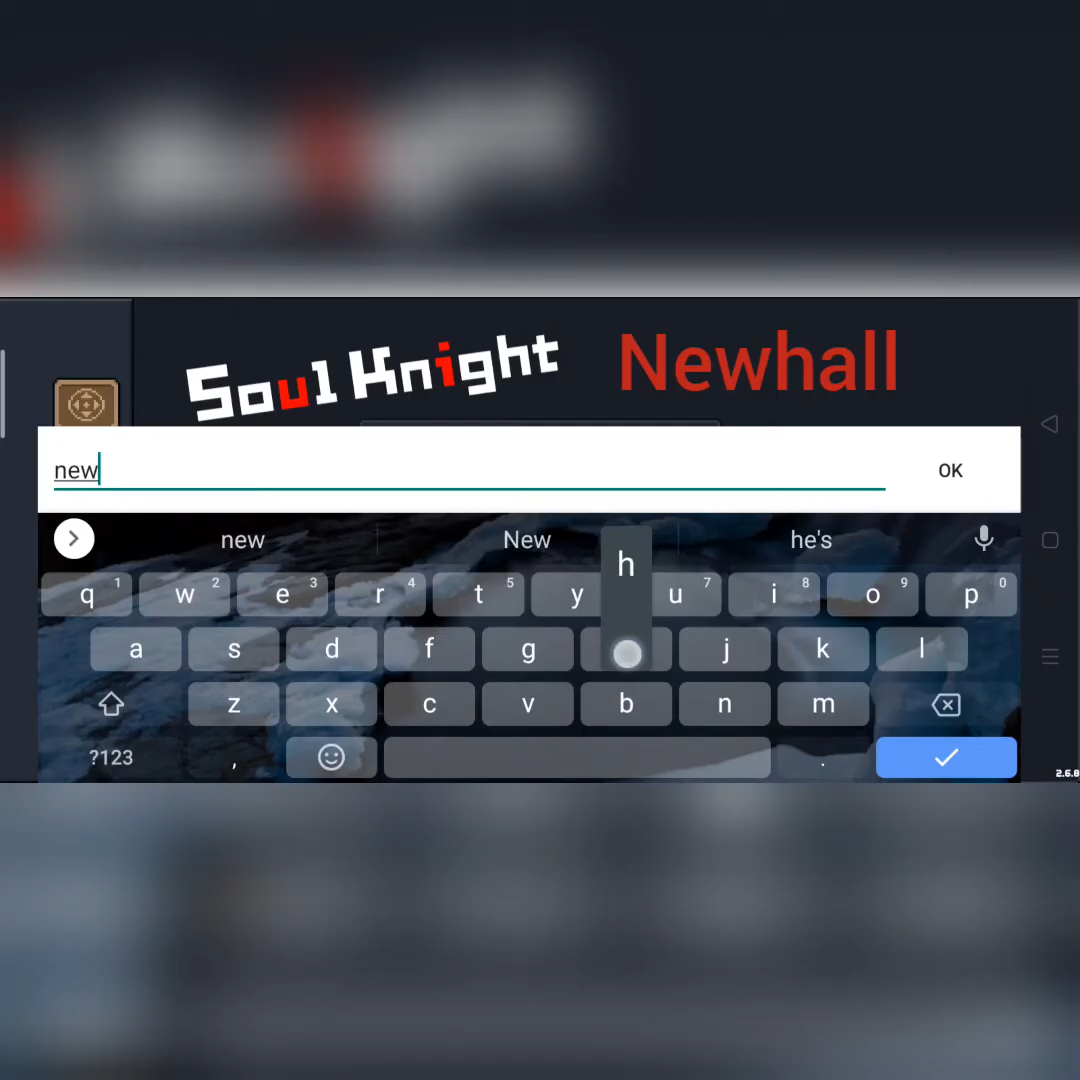 Soul Knight Newhall
new OK
new New he's
h
q 1 w 2 e 3 r 4 t 5 y u 7 i 8 o 9 p 0
a s d f g j k l
z x c v b n m
?123 , .
2.6.8